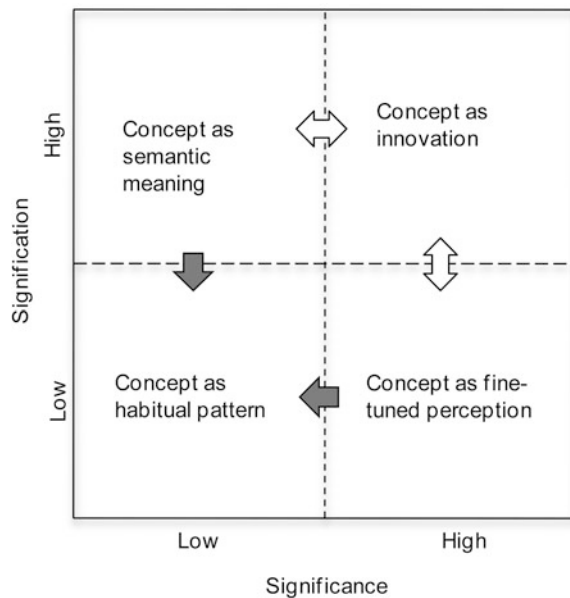 High
Low
Signification
Concept as
semantic
meaning
Concept as
innovation
Concept as
habitual pattern
Concept as fine-
tuned perception
Low
High
Significance